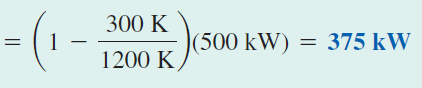 = (1 − 300 K / 1200 K)(500 kW) = 375 kW